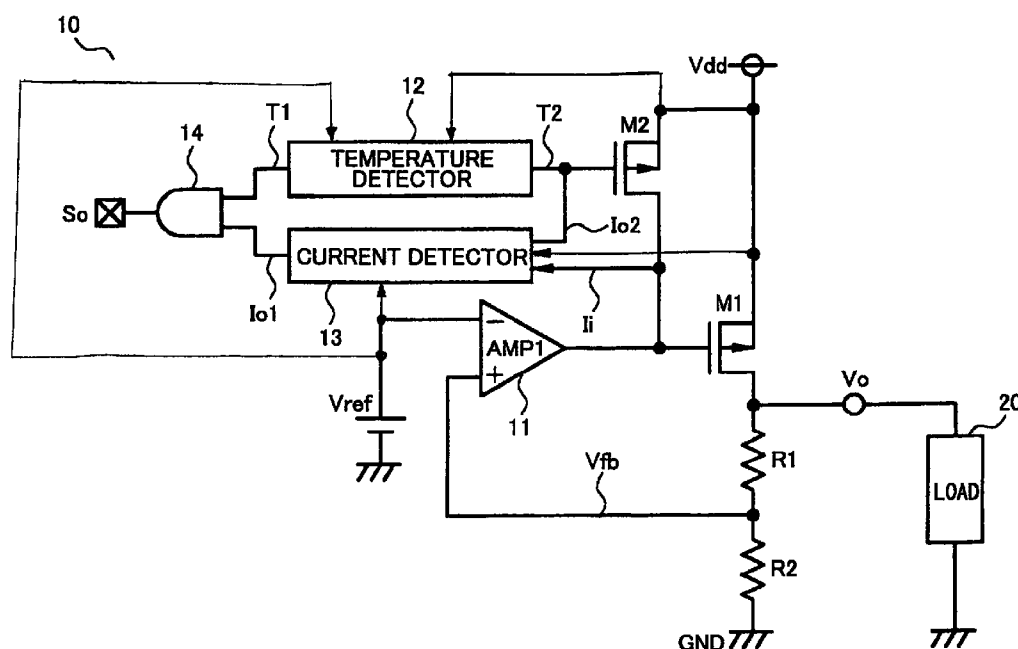 10
Vdd
12
T1
T2
M2
14
TEMPERATURE
DETECTOR
So
Io2
CURRENT DETECTOR
M1
Io1
13
Ii
−
AMP1
+
11
Vo
20
Vref
R1
LOAD
Vfb
R2
GND